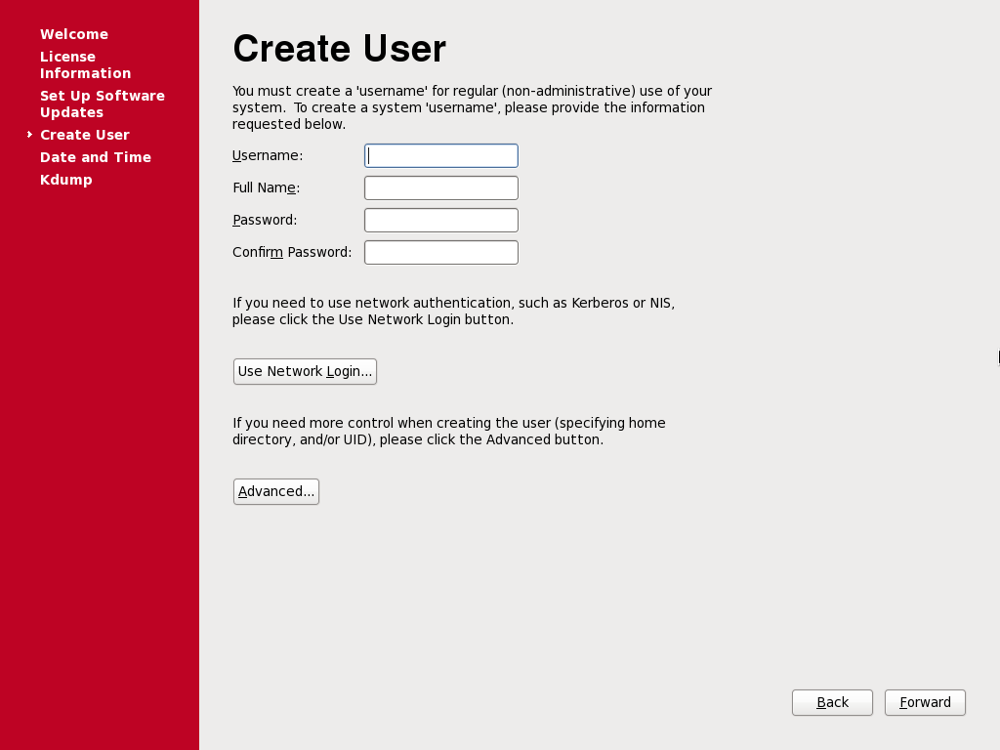 Welcome
License
Information
Set Up Software
Updates
Create User
Date and Time
Kdump
Create User
You must create a 'username' for regular (non-administrative) use of your
system.  To create a system 'username', please provide the information
requested below.
Username:
Full Name:
Password:
Confirm Password:
If you need to use network authentication, such as Kerberos or NIS,
please click the Use Network Login button.
Use Network Login...
If you need more control when creating the user (specifying home
directory, and/or UID), please click the Advanced button.
Advanced...
Back
Forward